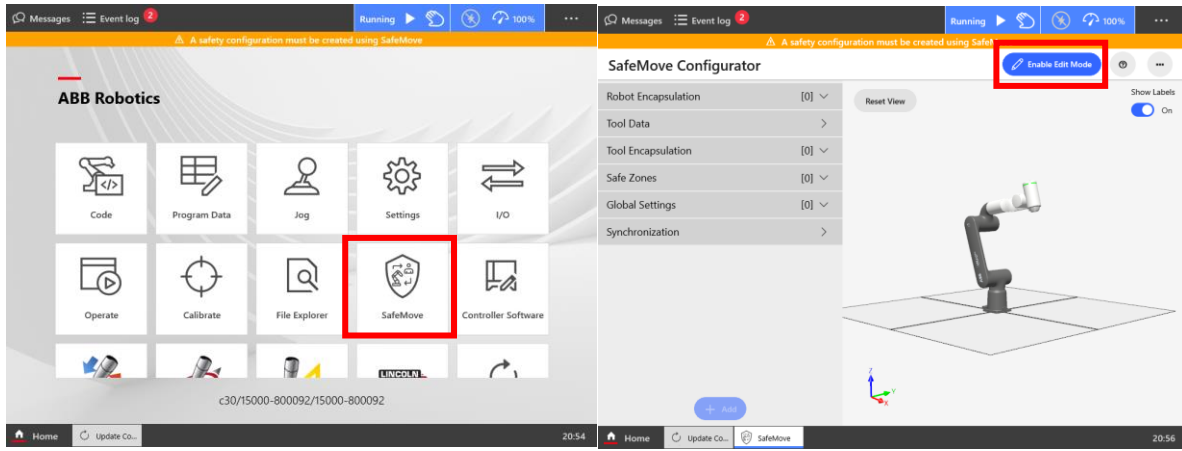 Messages Event log 2 Running 100% ...
A safety configuration must be created using SafeMove
ABB Robotics
Code Program Data Jog Settings I/O
Operate Calibrate File Explorer SafeMove Controller Software
LINCOLN
c30/15000-800092/15000-800092
Home Update Co... 20:54
Messages Event log 2 Running 100% ...
A safety configuration must be created using SafeM
SafeMove Configurator Enable Edit Mode
Robot Encapsulation [0]
Tool Data
Tool Encapsulation [0]
Safe Zones [0]
Global Settings [0]
Synchronization
+ Add
Reset View
Show Labels
On
Z
Y
X
Home Update Co... SafeMove 20:56